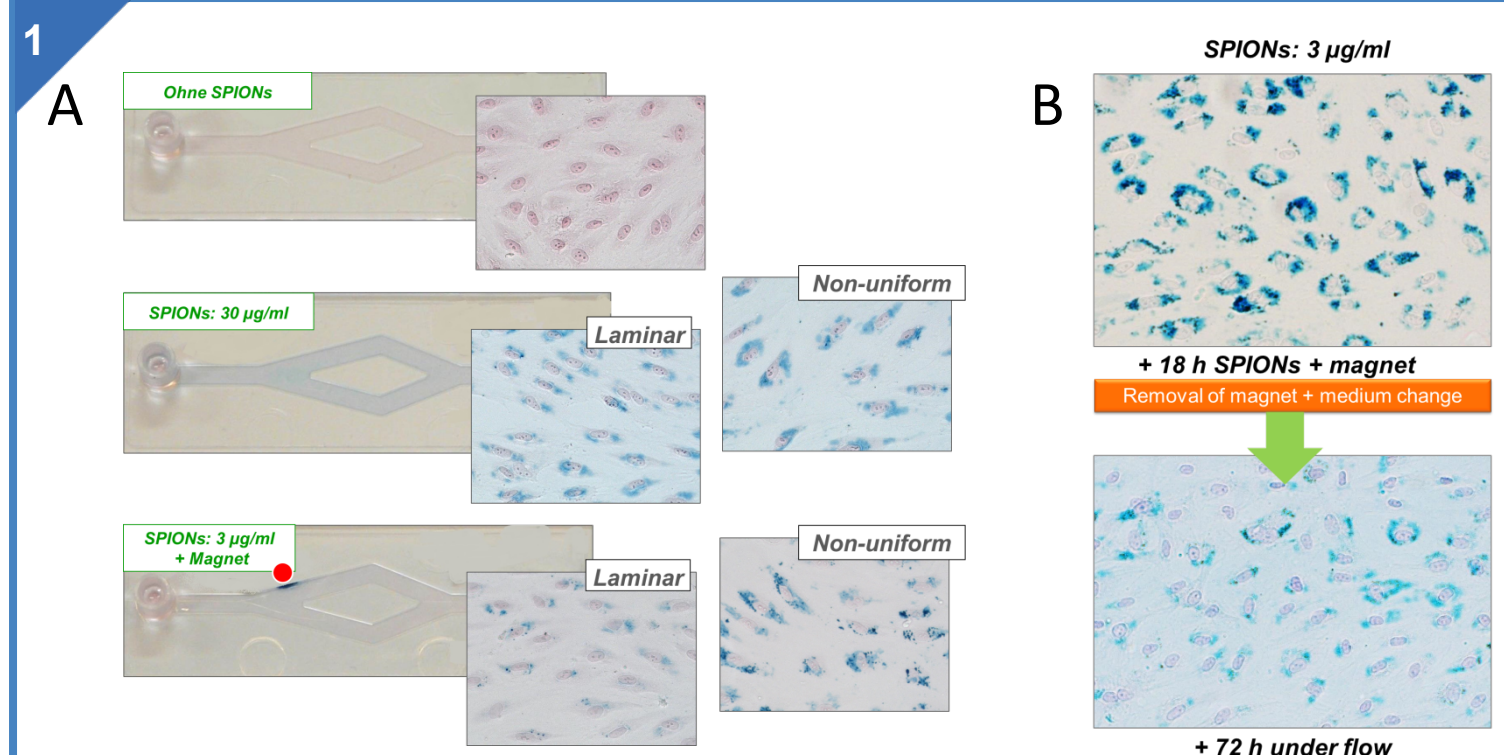 1
A
Ohne SPIONs
SPIONs: 30 µg/ml
Laminar
Non-uniform
SPIONs: 3 µg/ml
+ Magnet
Laminar
Non-uniform
B
SPIONs: 3 µg/ml
+ 18 h SPIONs + magnet
Removal of magnet + medium change
+ 72 h under flow